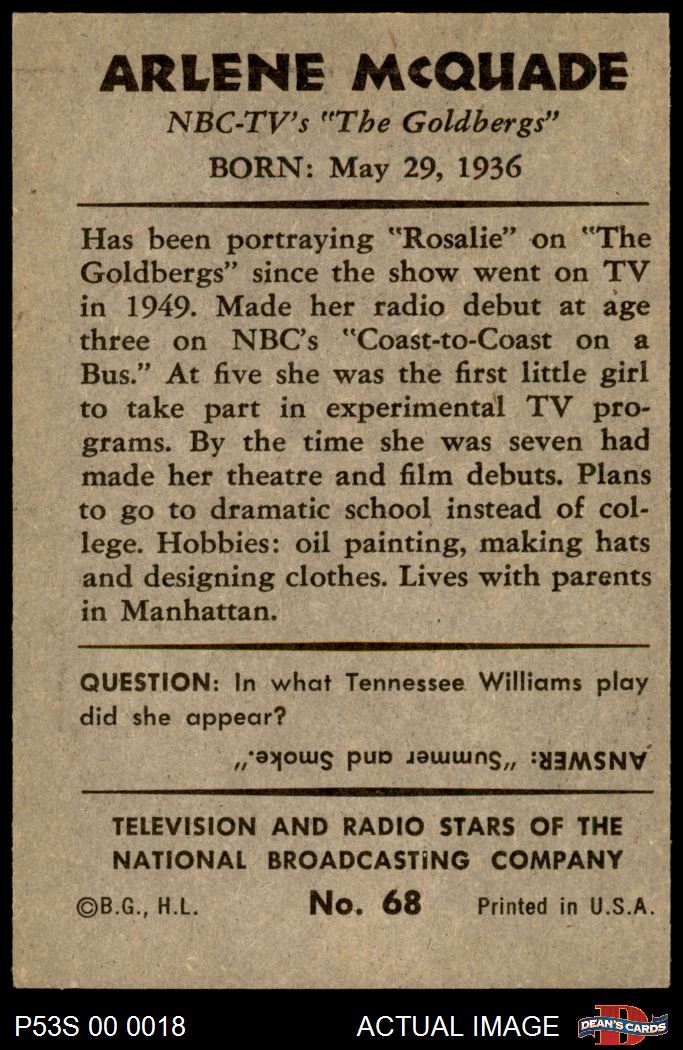 ARLENE McQUADE
NBC-TV's "The Goldbergs"
BORN: May 29, 1936
Has been portraying "Rosalie" on "The
Goldbergs" since the show went on TV
in 1949. Made her radio debut at age
three on NBC's "Coast-to-Coast on a
Bus." At five she was the first little girl
to take part in experimental TV pro-
grams. By the time she was seven had
made her theatre and film debuts. Plans
to go to dramatic school instead of col-
lege. Hobbies: oil painting, making hats
and designing clothes. Lives with parents
in Manhattan.
QUESTION: In what Tennessee Williams play
did she appear?
ANSWER: "Summer and Smoke."
TELEVISION AND RADIO STARS OF THE
NATIONAL BROADCASTING COMPANY
©B.G., H.L. No. 68 Printed in U.S.A.
P53S 00 0018 ACTUAL IMAGE D DEAN'S CARDS